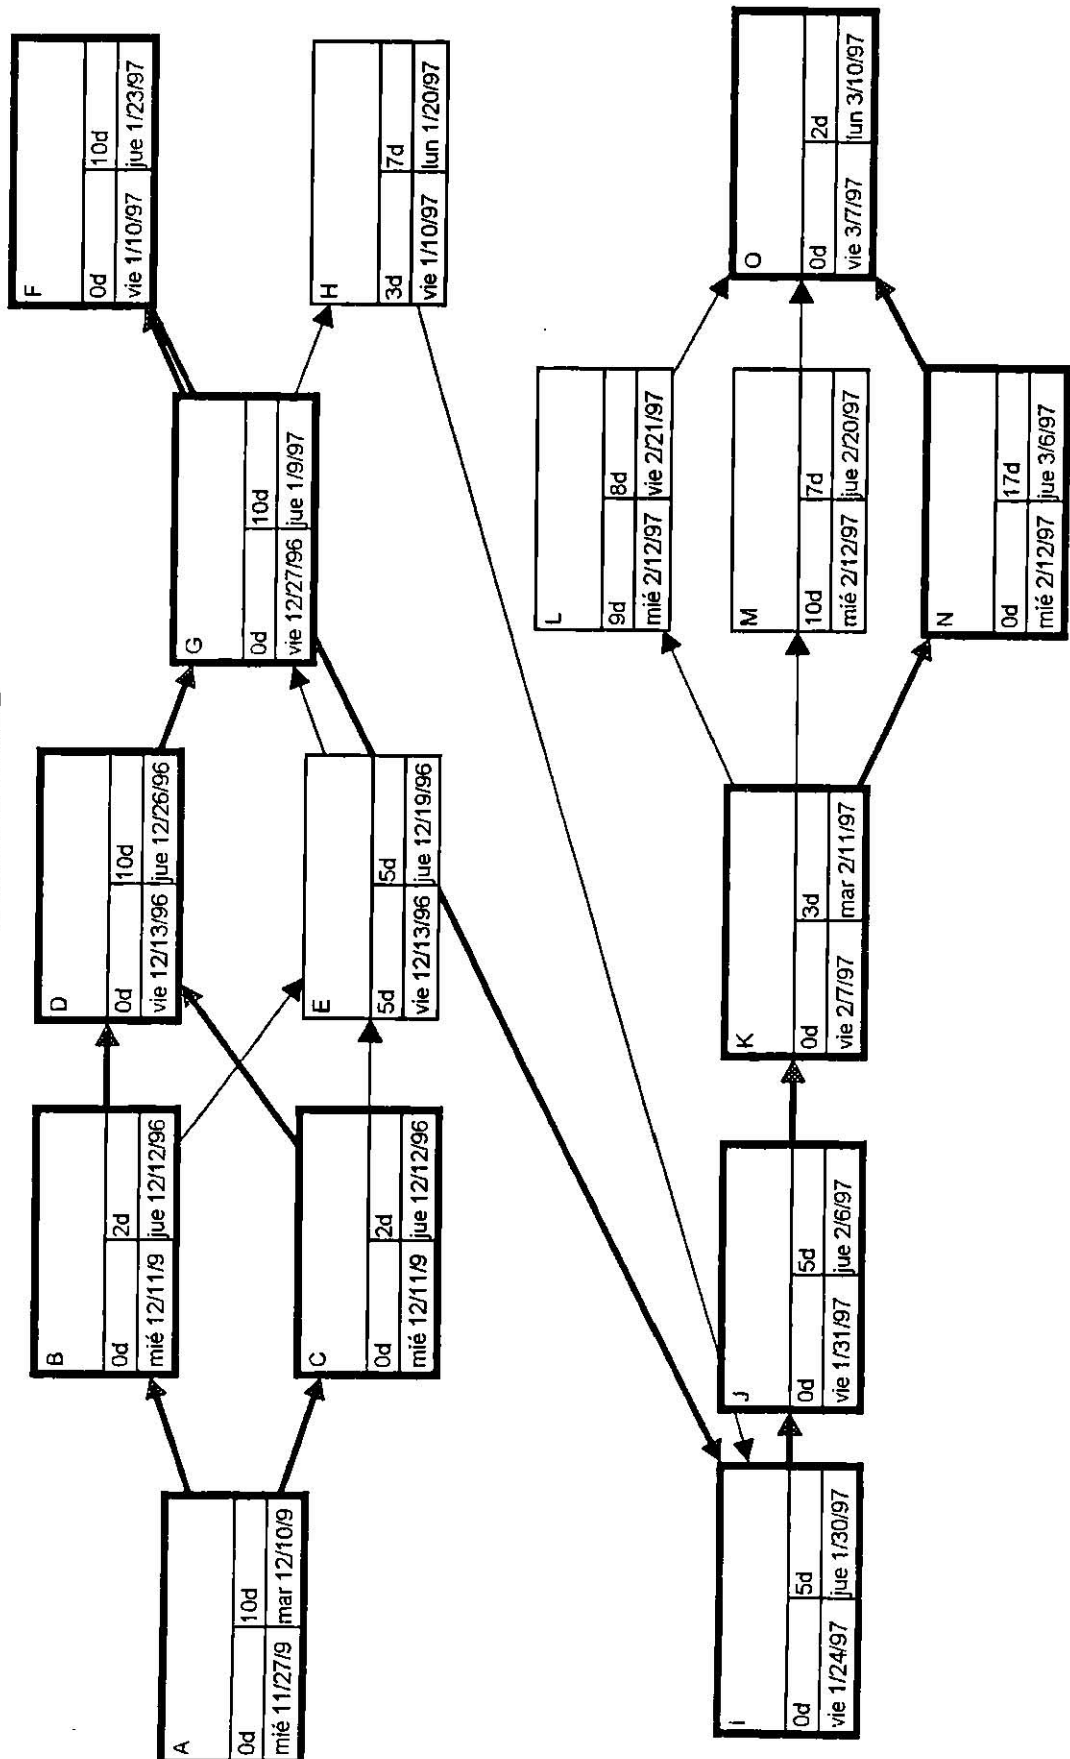 A
0d 10d
mié 11/27/9 mar 12/10/9
B
0d 2d
mié 12/11/9 jue 12/12/96
C
0d 2d
mié 12/11/9 jue 12/12/96
D
0d 10d
vie 12/13/96 jue 12/26/96
E
5d 5d
vie 12/13/96 jue 12/19/96
G
0d 10d
vie 12/27/96 jue 1/9/97
F
0d 10d
vie 1/10/97 jue 1/23/97
H
3d 7d
vie 1/10/97 lun 1/20/97
I
0d 5d
vie 1/24/97 jue 1/30/97
J
0d 5d
vie 1/31/97 jue 2/6/97
K
0d 3d
vie 2/7/97 mar 2/11/97
L
9d 8d
mié 2/12/97 vie 2/21/97
M
10d 7d
mié 2/12/97 jue 2/20/97
N
0d 17d
mié 2/12/97 jue 3/6/97
O
0d 2d
vie 3/7/97 lun 3/10/97